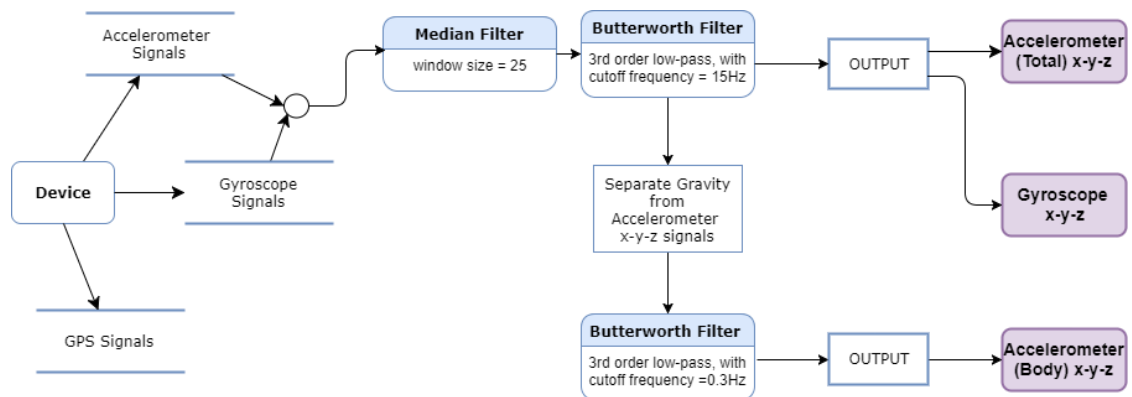 Accelerometer
Signals
Median Filter
window size = 25
Butterworth Filter
3rd order low-pass, with
cutoff frequency = 15Hz
OUTPUT
Accelerometer
(Total) x-y-z
Device
Gyroscope
Signals
Separate Gravity
from
Accelerometer
x-y-z signals
Gyroscope
x-y-z
GPS Signals
Butterworth Filter
3rd order low-pass, with
cutoff frequency =0.3Hz
OUTPUT
Accelerometer
(Body) x-y-z